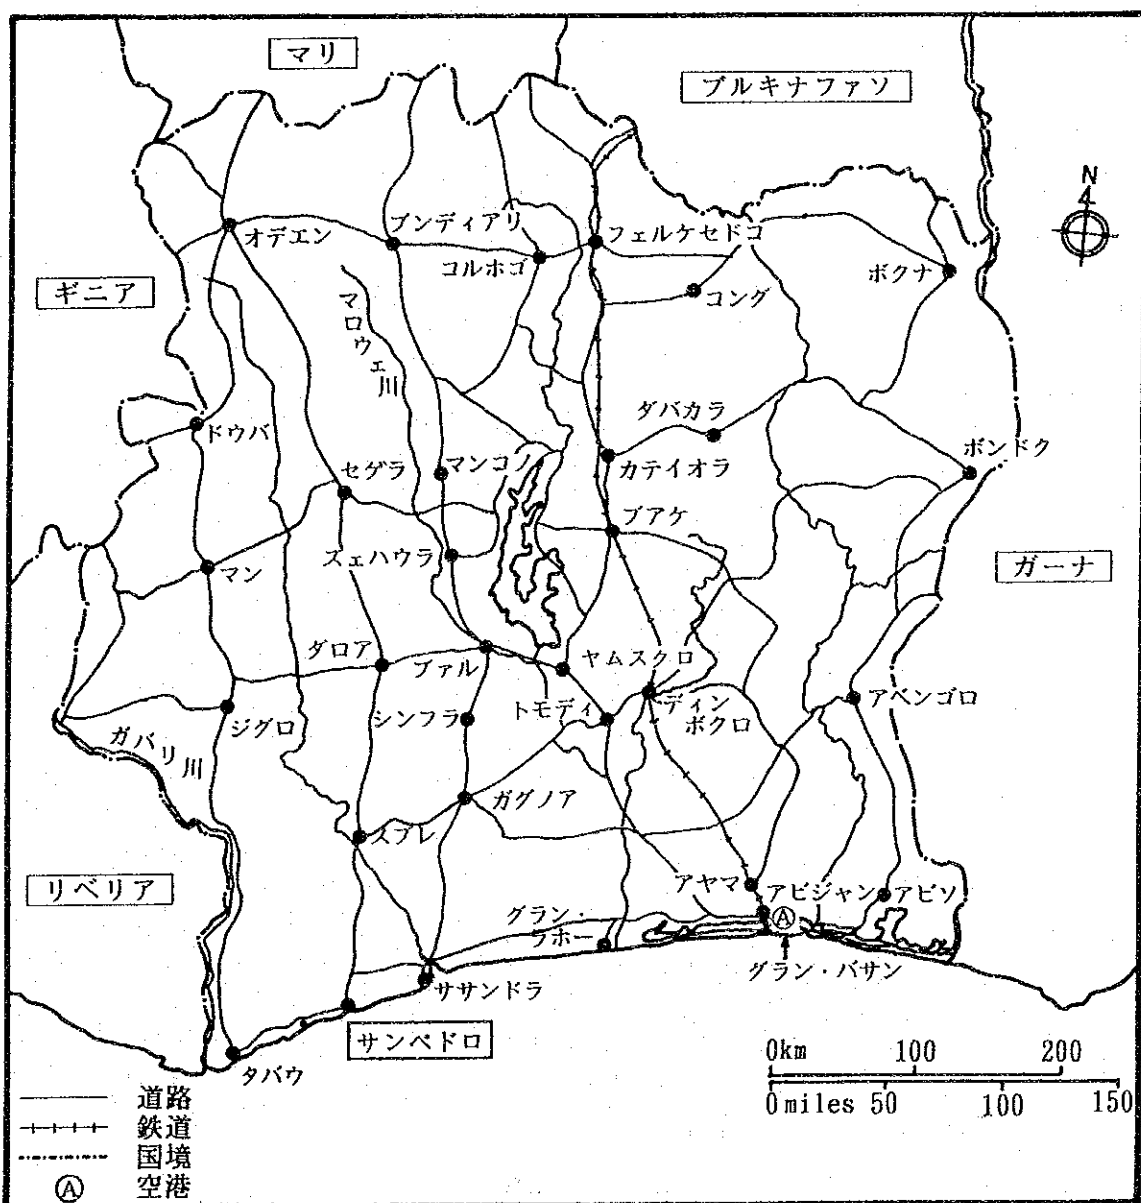 マリ
ブルキナファソ
N
オデエン
ブンディアリ
フェルケセドコ
コルホゴ
ボクナ
ギニア
コング
マロウェ川
ダバカラ
ドウバ
ボンドク
セゲラ
マンコノ
カテイオラ
ブアケ
ズェハウラ
マン
ガーナ
ダロア
ブァル
ヤムスクロ
ジグロ
シンフラ
トモディ
ディン
ボクロ
アベンゴロ
ガバリ川
ガグノア
スブレ
リベリア
アヤマ
アビジャン
アビソ
グラン・
ラホー
A
グラン・バサン
ササンドラ
サンペドロ
タバウ
0km 100 200
0 miles 50 100 150
道路
鉄道
国境
A 空港